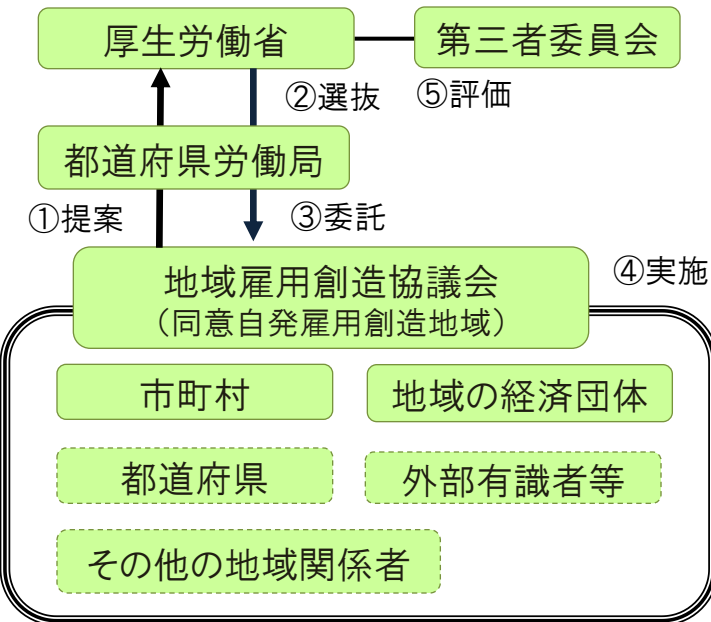 厚生労働省
第三者委員会
②選抜
⑤評価
都道府県労働局
①提案
③委託
地域雇用創造協議会
（同意自発雇用創造地域）
④実施
市町村
地域の経済団体
都道府県
外部有識者等
その他の地域関係者